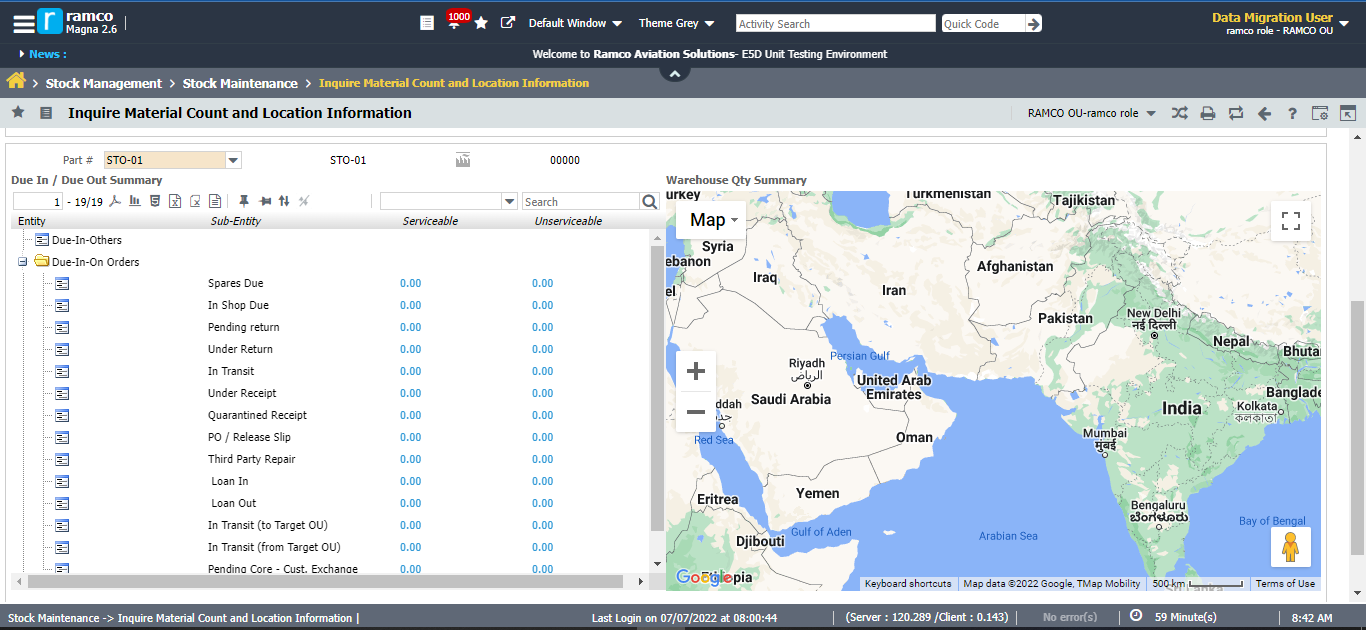 ramco
Magna 2.6
1000
Default Window
Theme Grey
Activity Search
Quick Code
Data Migration User
ramco role - RAMCO OU
News :
Welcome to Ramco Aviation Solutions- E5D Unit Testing Environment
Stock Management > Stock Maintenance > Inquire Material Count and Location Information
Inquire Material Count and Location Information
RAMCO OU-ramco role
Part # STO-01 STO-01 00000
Due In / Due Out Summary
1 - 19/19
Search
Entity Sub-Entity Serviceable Unserviceable
Due-In-Others
Due-In-On Orders
Spares Due 0.00 0.00
In Shop Due 0.00 0.00
Pending return 0.00 0.00
Under Return 0.00 0.00
In Transit 0.00 0.00
Under Receipt 0.00 0.00
Quarantined Receipt 0.00 0.00
PO / Release Slip 0.00 0.00
Third Party Repair 0.00 0.00
Loan In 0.00 0.00
Loan Out 0.00 0.00
In Transit (to Target OU) 0.00 0.00
In Transit (from Target OU) 0.00 0.00
Pending Core - Cust. Exchange 0.00 0.00
Warehouse Qty Summary
Map
urkey
Turkmenistan
Tajikistan
Syria
ebanon
el
Iraq
Iran
Afghanistan
Pakistan
New Delhi
नई दिल्ली
Nepal
Bhuta
Riyadh
الرياض
Persian Gulf
United Arab
Emirates
Saudi Arabia
ddah
جدة
Red Sea
Banglade
India
Kolkata
কলকাতা
Mumbai
मुंबई
Oman
Yemen
Eritrea
Bengaluru
ಬೆಂಗಳೂರು
Gulf of Aden
Djibouti
Arabian Sea
Bay of Bengal
Google
opia
Sri Lanka
Keyboard shortcuts
Map data ©2022 Google, TMap Mobility
500 km
Terms of Use
Stock Maintenance -> Inquire Material Count and Location Information |
Last Login on 07/07/2022 at 08:00:44
(Server : 120.289 /Client : 0.143)
No error(s)
59 Minute(s)
8:42 AM